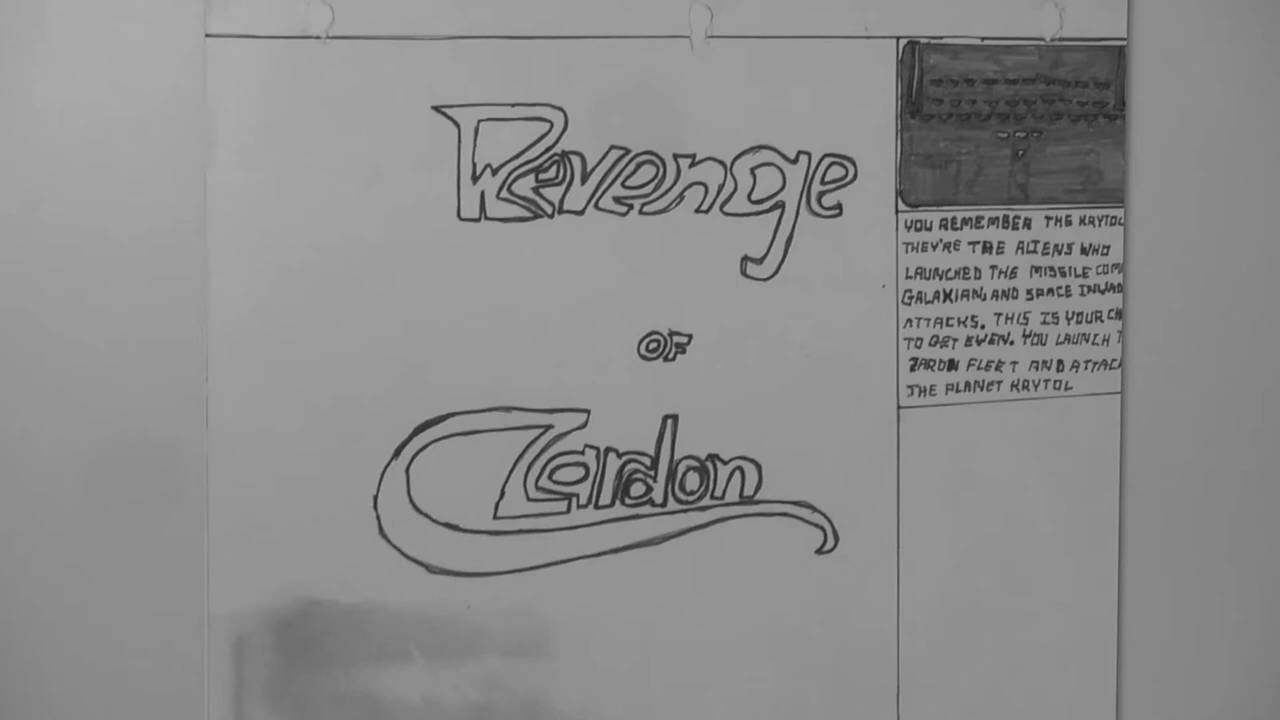 Revenge
OF
Zardon
YOU REMEMBER THE KRYTOL
THEY'RE THE ALIENS WHO
LAUNCHED THE MISSILE COM
GALAXIAN, AND SPACE INVAD
ATTACKS. THIS IS YOUR CH
TO GET EVEN. YOU LAUNCH T
ZARDON FLEET AND ATTAC
THE PLANET KRYTOL